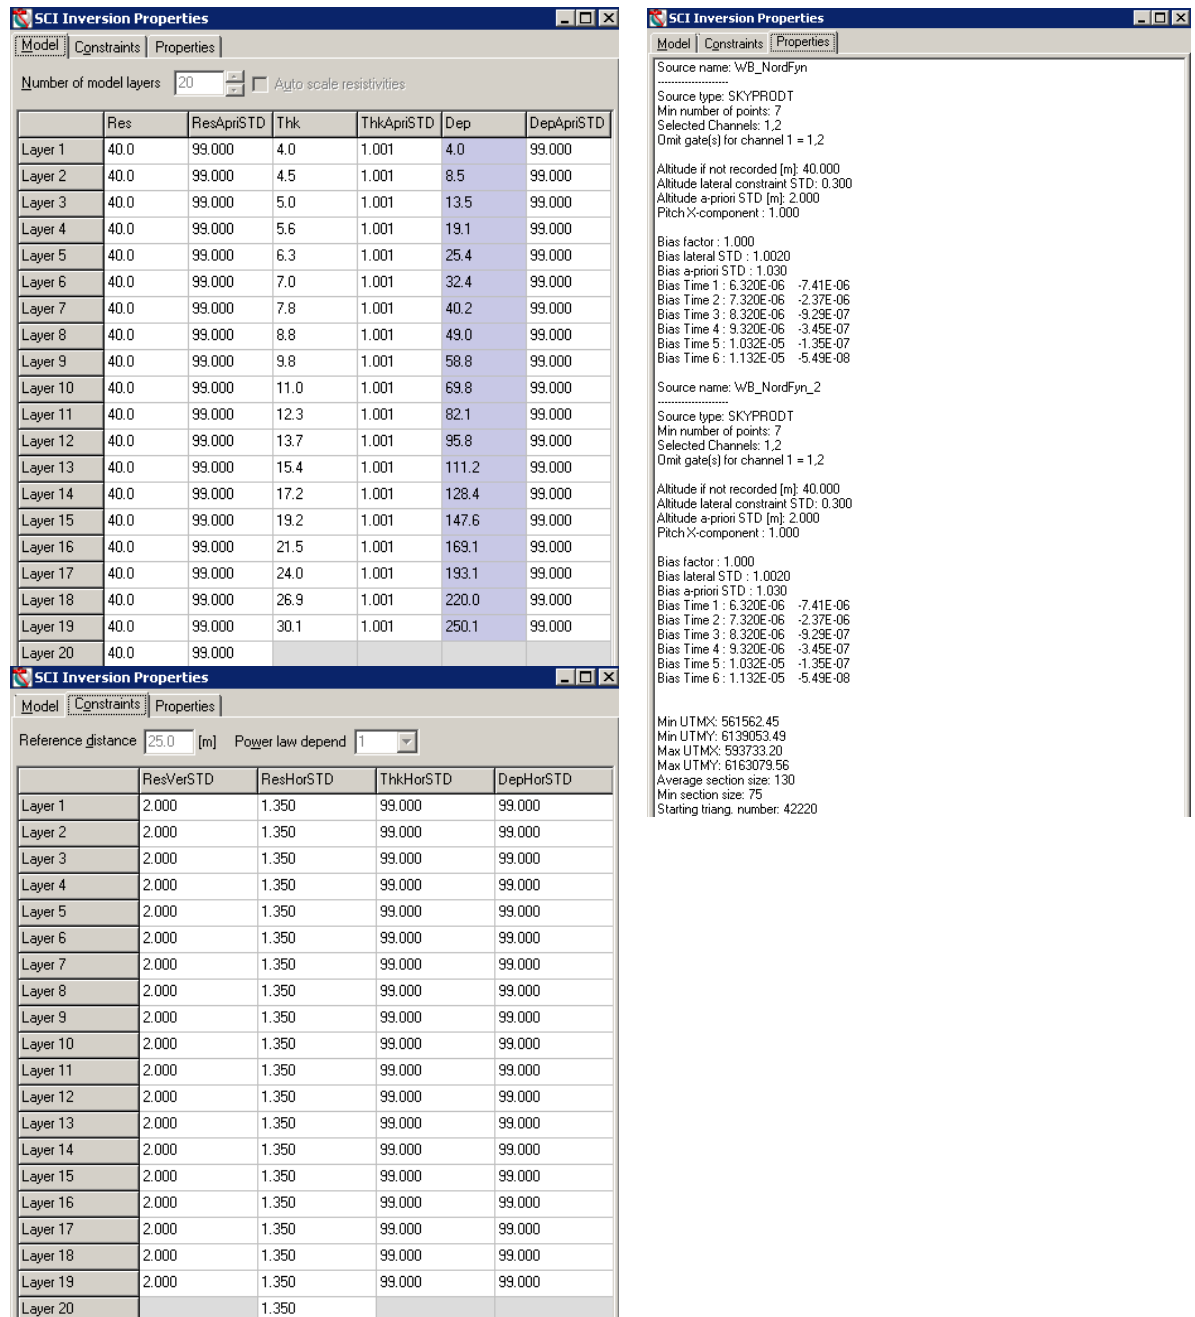 SCI Inversion Properties
Model Constraints Properties
Number of model layers 20 Auto scale resistivities
Res ResApriSTD Thk ThkApriSTD Dep DepApriSTD
Layer 1 40.0 99.000 4.0 1.001 4.0 99.000
Layer 2 40.0 99.000 4.5 1.001 8.5 99.000
Layer 3 40.0 99.000 5.0 1.001 13.5 99.000
Layer 4 40.0 99.000 5.6 1.001 19.1 99.000
Layer 5 40.0 99.000 6.3 1.001 25.4 99.000
Layer 6 40.0 99.000 7.0 1.001 32.4 99.000
Layer 7 40.0 99.000 7.8 1.001 40.2 99.000
Layer 8 40.0 99.000 8.8 1.001 49.0 99.000
Layer 9 40.0 99.000 9.8 1.001 58.8 99.000
Layer 10 40.0 99.000 11.0 1.001 69.8 99.000
Layer 11 40.0 99.000 12.3 1.001 82.1 99.000
Layer 12 40.0 99.000 13.7 1.001 95.8 99.000
Layer 13 40.0 99.000 15.4 1.001 111.2 99.000
Layer 14 40.0 99.000 17.2 1.001 128.4 99.000
Layer 15 40.0 99.000 19.2 1.001 147.6 99.000
Layer 16 40.0 99.000 21.5 1.001 169.1 99.000
Layer 17 40.0 99.000 24.0 1.001 193.1 99.000
Layer 18 40.0 99.000 26.9 1.001 220.0 99.000
Layer 19 40.0 99.000 30.1 1.001 250.1 99.000
Layer 20 40.0 99.000
SCI Inversion Properties
Model Constraints Properties
Reference distance 25.0 [m] Power law depend 1
ResVerSTD ResHorSTD ThkHorSTD DepHorSTD
Layer 1 2.000 1.350 99.000 99.000
Layer 2 2.000 1.350 99.000 99.000
Layer 3 2.000 1.350 99.000 99.000
Layer 4 2.000 1.350 99.000 99.000
Layer 5 2.000 1.350 99.000 99.000
Layer 6 2.000 1.350 99.000 99.000
Layer 7 2.000 1.350 99.000 99.000
Layer 8 2.000 1.350 99.000 99.000
Layer 9 2.000 1.350 99.000 99.000
Layer 10 2.000 1.350 99.000 99.000
Layer 11 2.000 1.350 99.000 99.000
Layer 12 2.000 1.350 99.000 99.000
Layer 13 2.000 1.350 99.000 99.000
Layer 14 2.000 1.350 99.000 99.000
Layer 15 2.000 1.350 99.000 99.000
Layer 16 2.000 1.350 99.000 99.000
Layer 17 2.000 1.350 99.000 99.000
Layer 18 2.000 1.350 99.000 99.000
Layer 19 2.000 1.350 99.000 99.000
Layer 20 1.350
SCI Inversion Properties
Model Constraints Properties
Source name: WB_NordFyn
--------------------
Source type: SKYPRODT
Min number of points: 7
Selected Channels: 1,2
Omit gate(s) for channel 1 = 1,2
Altitude if not recorded [m]: 40.000
Altitude lateral constraint STD: 0.300
Altitude a-priori STD [m]: 2.000
Pitch X-component : 1.000
Bias factor : 1.000
Bias lateral STD : 1.0020
Bias a-priori STD : 1.030
Bias Time 1 : 6.320E-06 -7.41E-06
Bias Time 2 : 7.320E-06 -2.37E-06
Bias Time 3 : 8.320E-06 -9.29E-07
Bias Time 4 : 9.320E-06 -3.45E-07
Bias Time 5 : 1.032E-05 -1.35E-07
Bias Time 6 : 1.132E-05 -5.49E-08
Source name: WB_NordFyn_2
--------------------
Source type: SKYPRODT
Min number of points: 7
Selected Channels: 1,2
Omit gate(s) for channel 1 = 1,2
Altitude if not recorded [m]: 40.000
Altitude lateral constraint STD: 0.300
Altitude a-priori STD [m]: 2.000
Pitch X-component : 1.000
Bias factor : 1.000
Bias lateral STD : 1.0020
Bias a-priori STD : 1.030
Bias Time 1 : 6.320E-06 -7.41E-06
Bias Time 2 : 7.320E-06 -2.37E-06
Bias Time 3 : 8.320E-06 -9.29E-07
Bias Time 4 : 9.320E-06 -3.45E-07
Bias Time 5 : 1.032E-05 -1.35E-07
Bias Time 6 : 1.132E-05 -5.49E-08
Min UTMX: 561562.45
Min UTMY: 6139053.49
Max UTMX: 593733.20
Max UTMY: 6163079.56
Average section size: 130
Min section size: 75
Starting triang. number: 42220